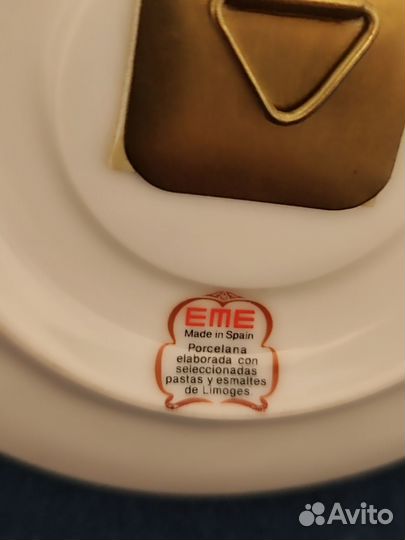 EME
Made in Spain
Porcelana
elaborada con
seleccionadas
pastas y esmaltes
de Limoges
Avito